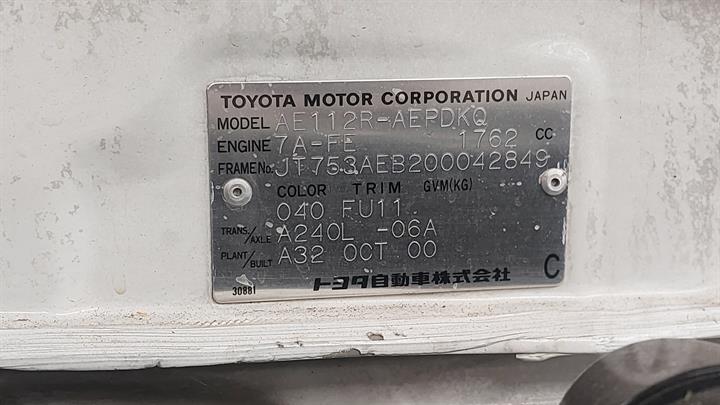 TOYOTA MOTOR CORPORATION JAPAN
MODEL AE112R-AEPDKQ
ENGINE 7A-FE 1762 CC
FRAME No. JT753AEB200042849
COLOR TRIM GVM(KG)
040 FU11
TRANS./AXLE A240L -06A
PLANT/BUILT A32 OCT 00
トヨタ自動車株式会社 C
30881